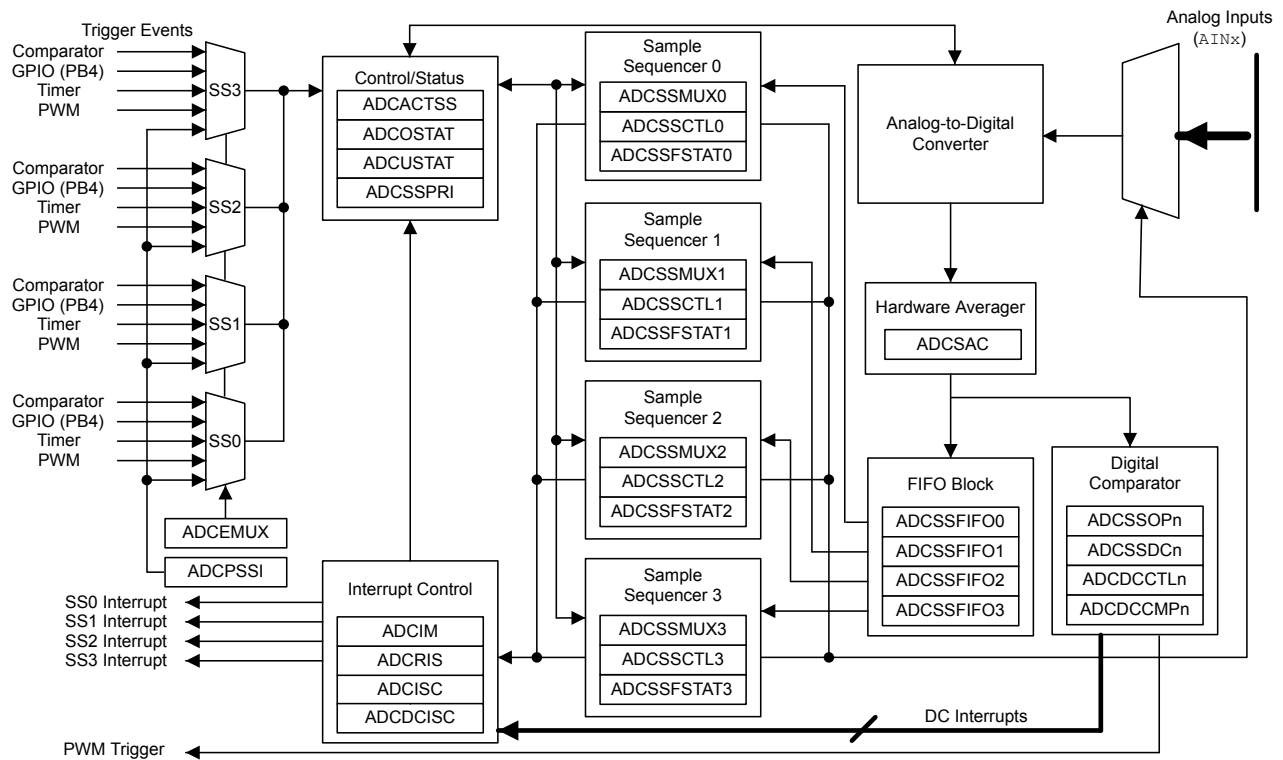 Trigger Events
Comparator
GPIO (PB4)
Timer
PWM
SS3
Comparator
GPIO (PB4)
Timer
PWM
SS2
Comparator
GPIO (PB4)
Timer
PWM
SS1
Comparator
GPIO (PB4)
Timer
PWM
SS0
ADCEMUX
ADCPSSI
Control/Status
ADCACTSS
ADCOSTAT
ADCUSTAT
ADCSSPRI
Interrupt Control
ADCIM
ADCRIS
ADCISC
ADCDCISC
SS0 Interrupt
SS1 Interrupt
SS2 Interrupt
SS3 Interrupt
PWM Trigger
Sample
Sequencer 0
ADCSSMUX0
ADCSSCTL0
ADCSSFSTAT0
Sample
Sequencer 1
ADCSSMUX1
ADCSSCTL1
ADCSSFSTAT1
Sample
Sequencer 2
ADCSSMUX2
ADCSSCTL2
ADCSSFSTAT2
Sample
Sequencer 3
ADCSSMUX3
ADCSSCTL3
ADCSSFSTAT3
Analog-to-Digital
Converter
Analog Inputs
(AINx)
Hardware Averager
ADCSAC
FIFO Block
ADCSSFIFO0
ADCSSFIFO1
ADCSSFIFO2
ADCSSFIFO3
Digital
Comparator
ADCSSOPn
ADCSSDCn
ADCDCCTLn
ADCDCCMPn
DC Interrupts